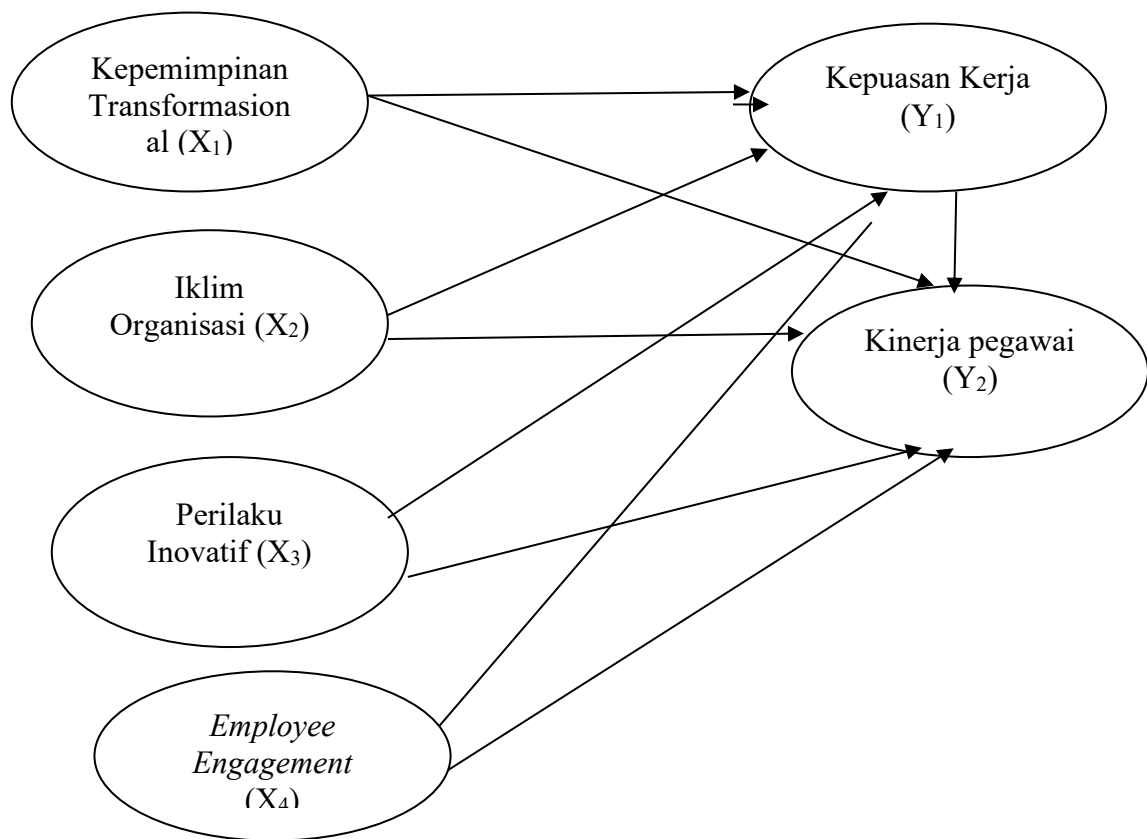 Kepemimpinan
Transformasion
al (X₁)
Kepuasan Kerja
(Y₁)
Iklim
Organisasi (X₂)
Kinerja pegawai
(Y₂)
Perilaku
Inovatif (X₃)
Employee
Engagement
(X₄)